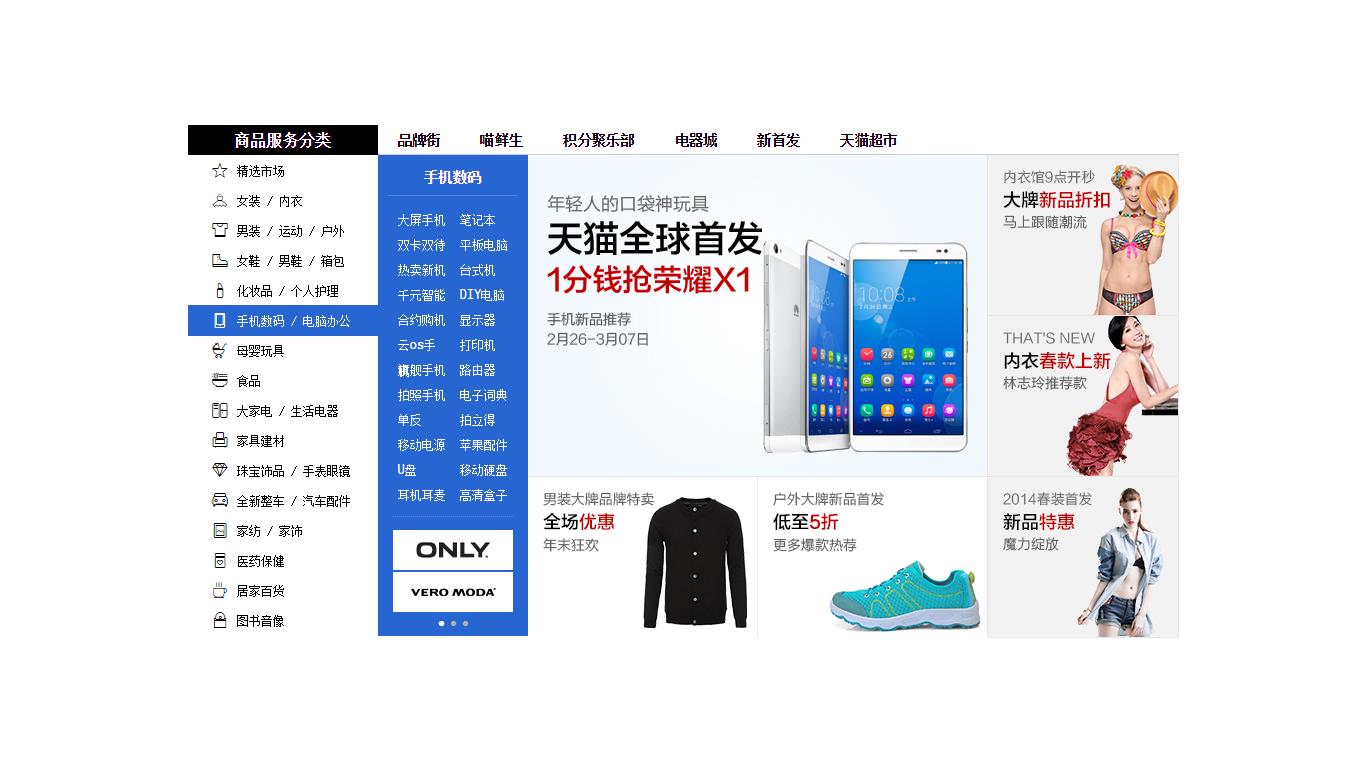 商品服务分类
品牌街 喵鲜生 积分聚乐部 电器城 新首发 天猫超市
精选市场
女装 / 内衣
男装 / 运动 / 户外
女鞋 / 男鞋 / 箱包
化妆品 / 个人护理
手机数码 / 电脑办公
母婴玩具
食品
大家电 / 生活电器
家具建材
珠宝饰品 / 手表眼镜
全新整车 / 汽车配件
家纺 / 家饰
医药保健
居家百货
图书音像
手机数码
大屏手机 笔记本
双卡双待 平板电脑
热卖新机 台式机
千元智能 DIY电脑
合约购机 显示器
云os手 打印机
旗舰手机 路由器
拍照手机 电子词典
单反 拍立得
移动电源 苹果配件
U盘 移动硬盘
耳机耳麦 高清盒子
ONLY
VERO MODA
年轻人的口袋神玩具
天猫全球首发
1分钱抢荣耀X1
手机新品推荐
2月26-3月07日
10:08
10:08 上午
内衣馆9点开秒
大牌新品折扣
马上跟随潮流
THAT'S NEW
内衣春款上新
林志玲推荐款
男装大牌品牌特卖
全场优惠
年末狂欢
户外大牌新品首发
低至5折
更多爆款热荐
2014春装首发
新品特惠
魔力绽放